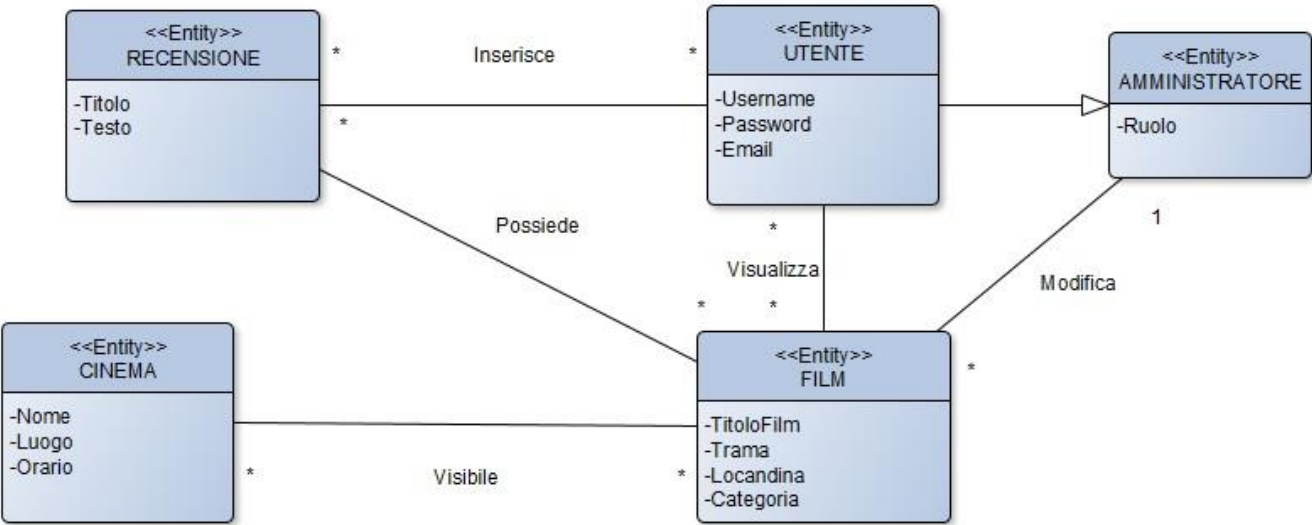 <<Entity>>
RECENSIONE
-Titolo
-Testo
*
Inserisce
*
*
<<Entity>>
UTENTE
-Username
-Password
-Email
<<Entity>>
AMMINISTRATORE
-Ruolo
Possiede
*
Visualizza
*
*
1
Modifica
*
<<Entity>>
CINEMA
-Nome
-Luogo
-Orario
*
Visibile
*
<<Entity>>
FILM
-TitoloFilm
-Trama
-Locandina
-Categoria